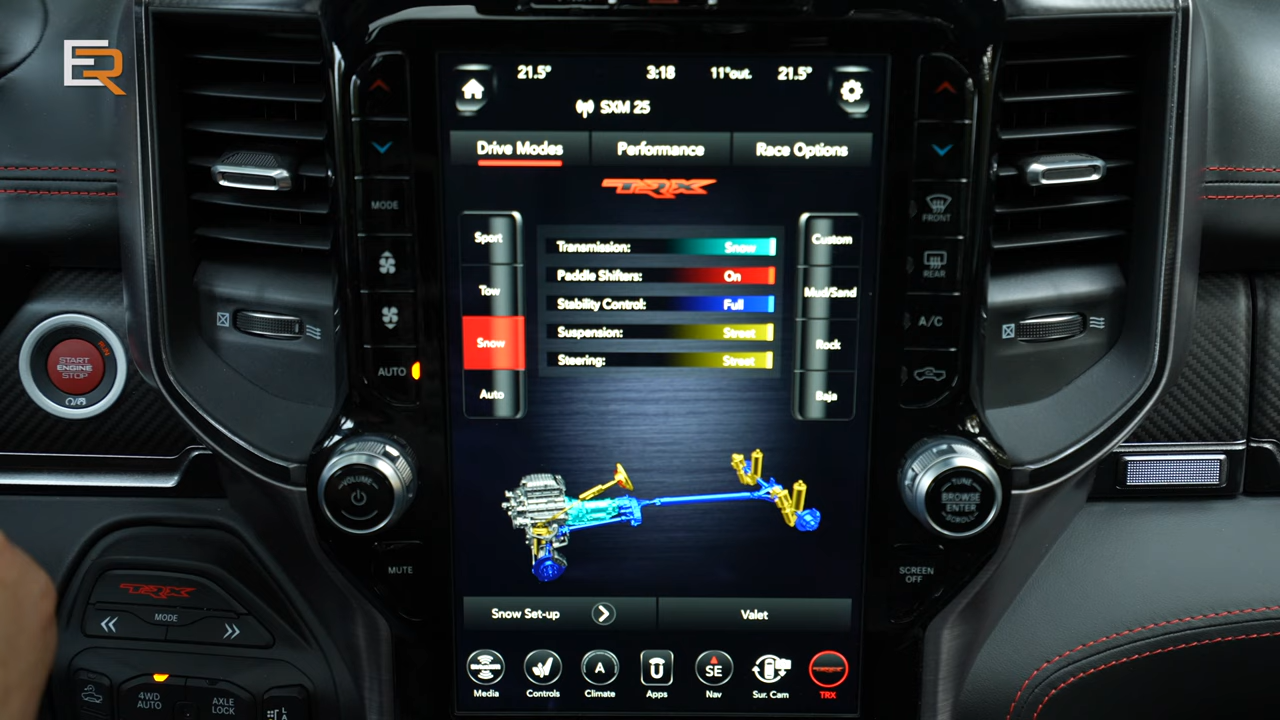 ER
21.5° 3:18 11°out. 21.5°
SXM 25
Drive Modes Performance Race Options
TRX
Sport
Tow
Snow
Auto
Transmission: Snow
Paddle Shifters: On
Stability Control: Full
Suspension: Street
Steering: Street
Custom
Mud/Sand
Rock
Baja
Snow Set-up Valet
Media Controls Climate Apps Nav Sur. Cam TRX
A
SE
MODE
AUTO
FRONT
REAR
A/C
START
ENGINE
STOP
RUN
VOLUME
MUTE
TUNE
BROWSE
ENTER
SCROLL
SCREEN
OFF
TRX
MODE
4WD
AUTO
AXLE
LOCK